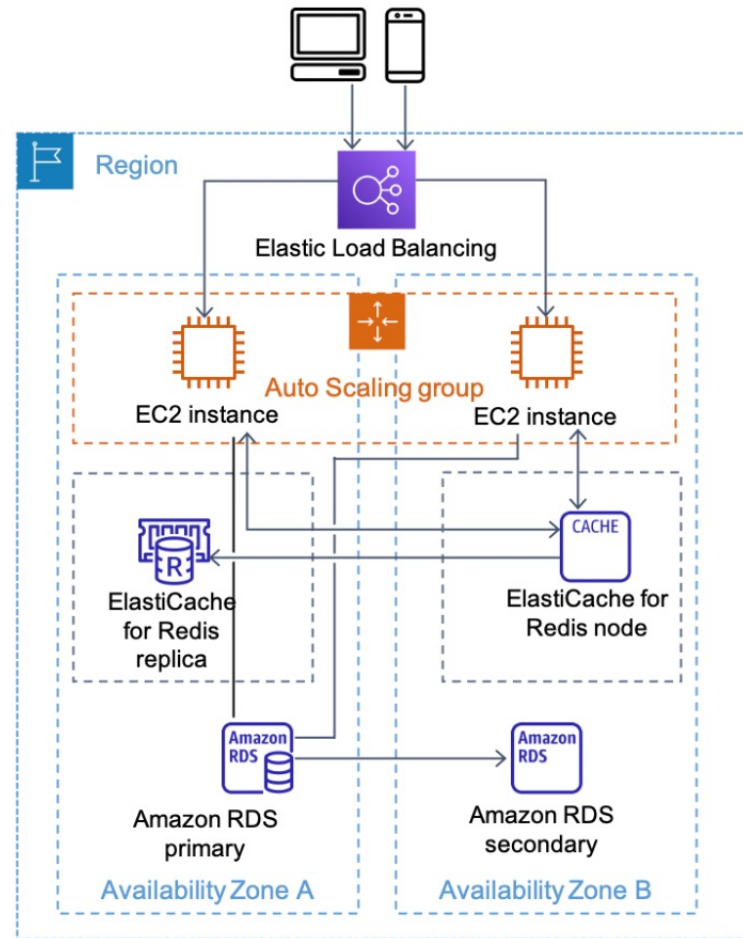 Region
Elastic Load Balancing
Auto Scaling group
EC2 instance
EC2 instance
R
ElastiCache
for Redis
replica
CACHE
ElastiCache for
Redis node
Amazon
RDS
Amazon RDS
primary
Amazon
RDS
Amazon RDS
secondary
Availability Zone A
Availability Zone B